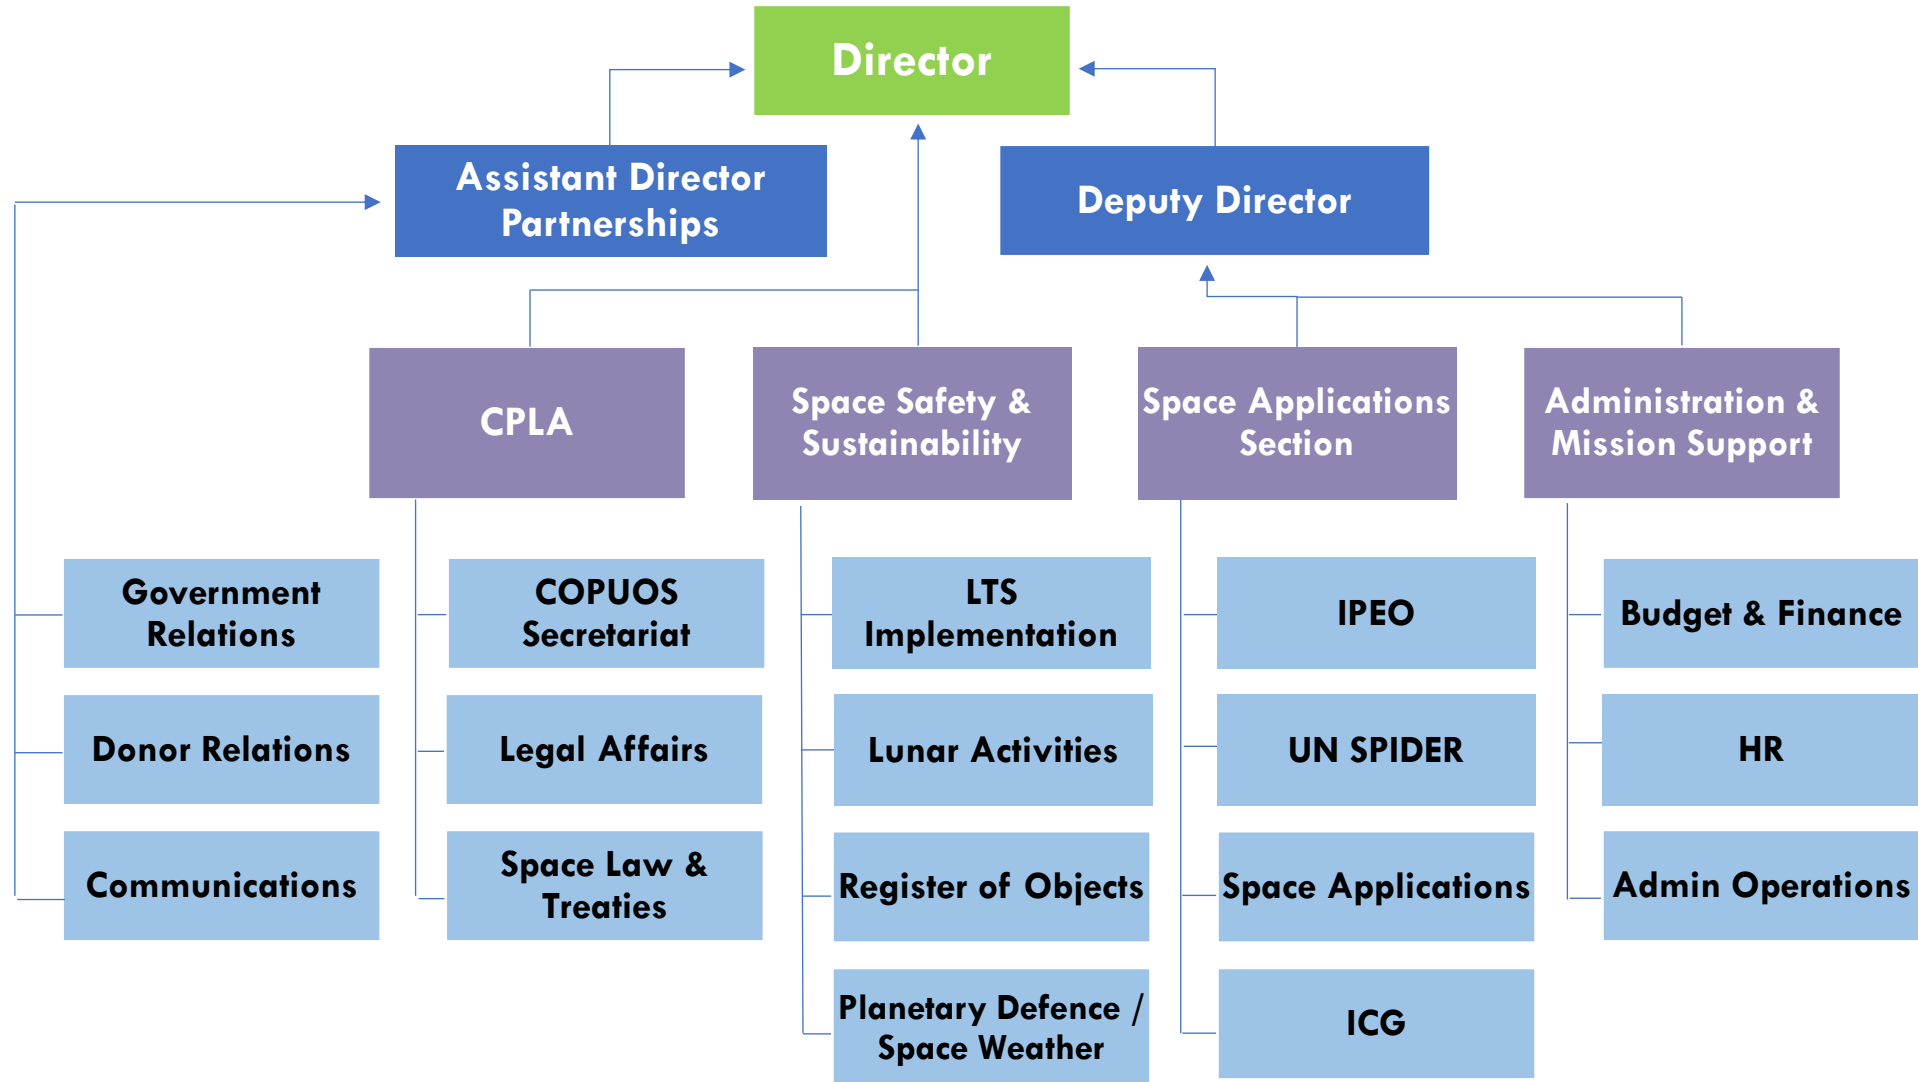 Director
Assistant Director
Partnerships
Deputy Director
CPLA
Space Safety &
Sustainability
Space Applications
Section
Administration &
Mission Support
Government
Relations
COPUOS
Secretariat
LTS
Implementation
IPEO
Budget & Finance
Donor Relations
Legal Affairs
Lunar Activities
UN SPIDER
HR
Communications
Space Law &
Treaties
Register of Objects
Space Applications
Admin Operations
Planetary Defence /
Space Weather
ICG